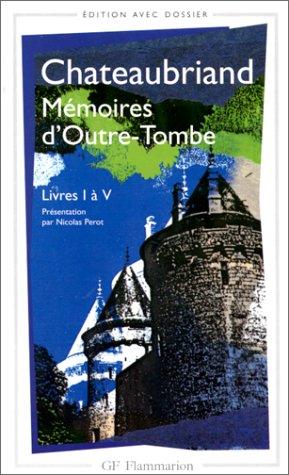 ÉDITION AVEC DOSSIER
Chateaubriand
Mémoires
d'Outre-Tombe
Livres I à V
Présentation
par Nicolas Perot
GF Flammarion